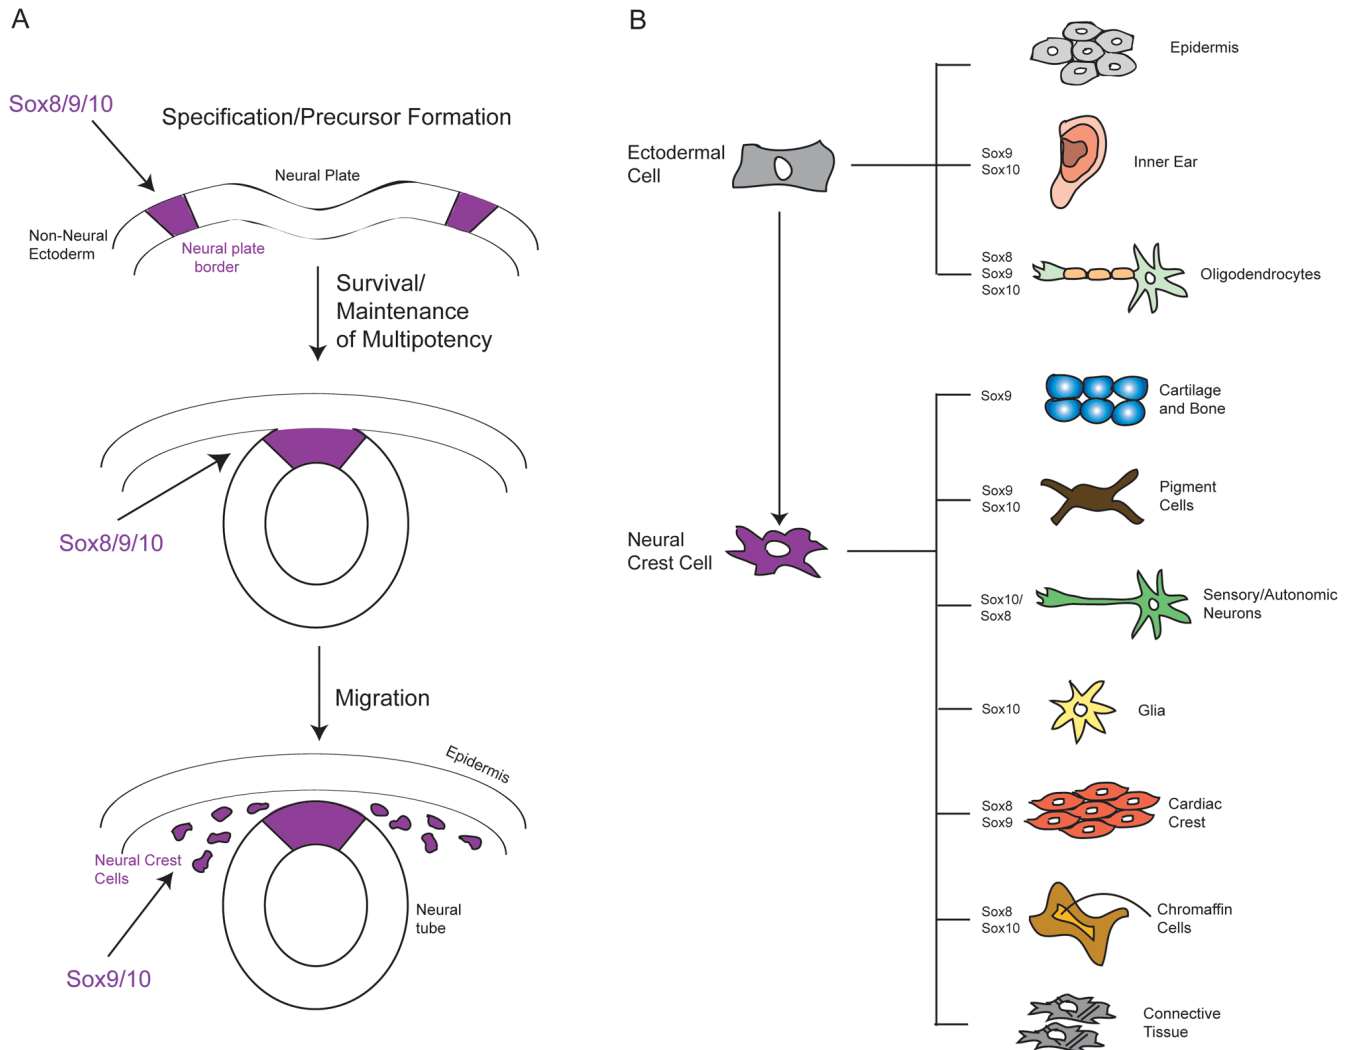 A
Sox8/9/10
Specification/Precursor Formation
Neural Plate
Non-Neural
Ectoderm
Neural plate
border
Survival/
Maintenance
of Multipotency
Sox8/9/10
Migration
Epidermis
Neural Crest
Cells
Neural
tube
Sox9/10
B
Ectodermal
Cell
Epidermis
Sox9
Sox10
Inner Ear
Sox8
Sox9
Sox10
Oligodendrocytes
Neural
Crest Cell
Sox9
Cartilage
and Bone
Sox9
Sox10
Pigment
Cells
Sox10/
Sox8
Sensory/Autonomic
Neurons
Sox10
Glia
Sox8
Sox9
Cardiac
Crest
Sox8
Sox10
Chromaffin
Cells
Connective
Tissue